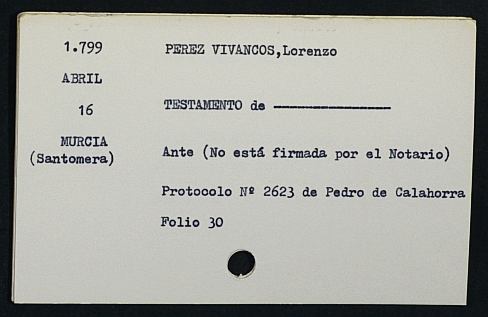 1.799
ABRIL
16
MURCIA
(Santomera)
PEREZ VIVANCOS,Lorenzo
TESTAMENTO de ----------------
Ante (No está firmada por el Notario)
Protocolo Nº 2623 de Pedro de Calahorra
Folio 30